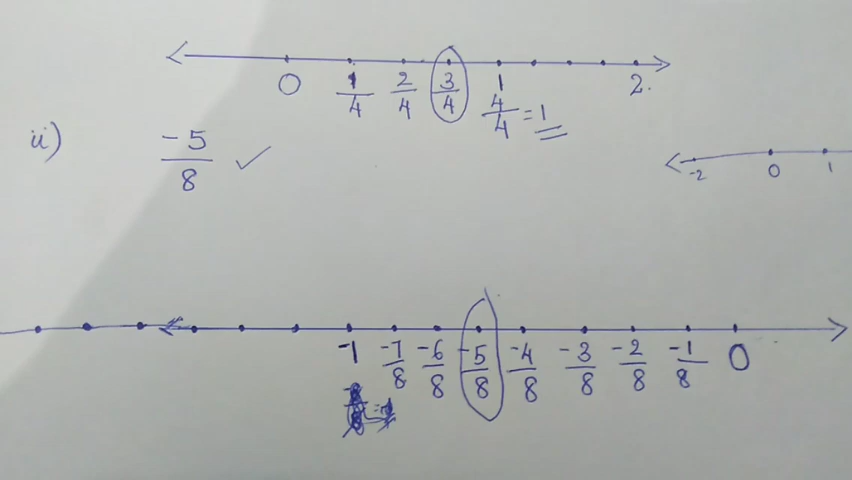 0 1/4 2/4 3/4 1 2.
4/4 = 1
ii) -5/8 ✓
-2 0 1
-1 -7/8 -6/8 -5/8 -4/8 -3/8 -2/8 -1/8 0